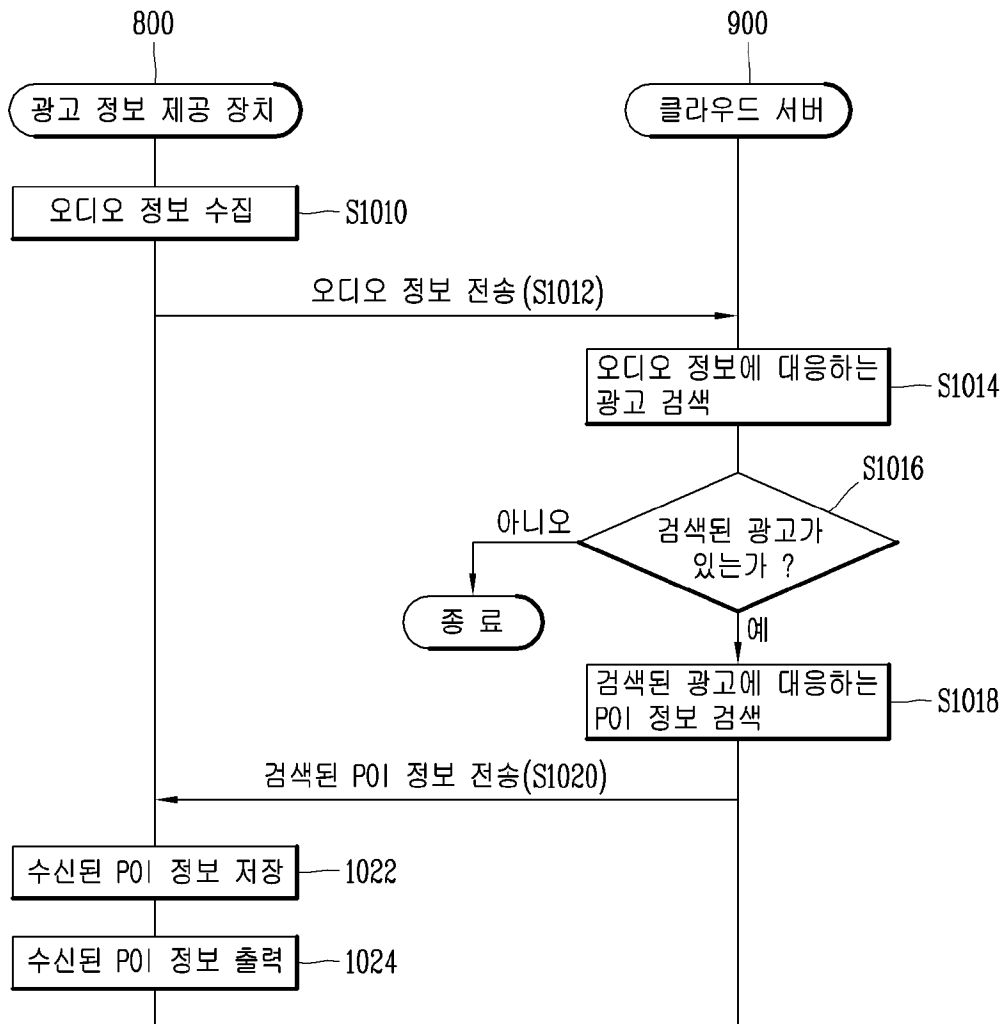 800
900
광고 정보 제공 장치
클라우드 서버
오디오 정보 수집
S1010
오디오 정보 전송(S1012)
오디오 정보에 대응하는
광고 검색
S1014
S1016
아니오
검색된 광고가
있는가 ?
종 료
예
검색된 광고에 대응하는
POI 정보 검색
S1018
검색된 POI 정보 전송(S1020)
수신된 POI 정보 저장
1022
수신된 POI 정보 출력
1024